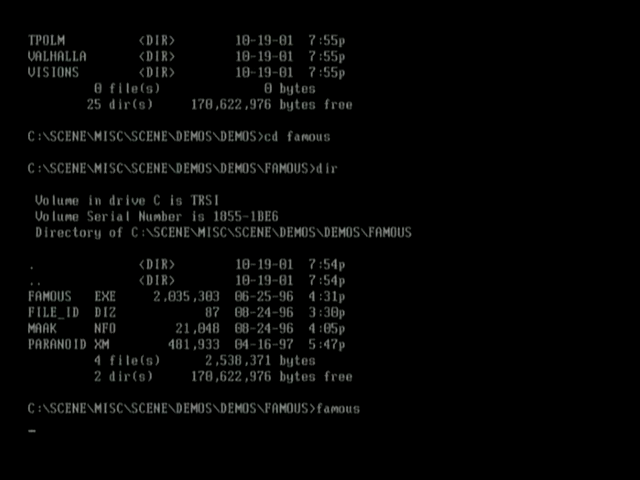 TPOLM <DIR> 10-19-01 7:55p
VALHALLA <DIR> 10-19-01 7:55p
VISIONS <DIR> 10-19-01 7:55p
0 file(s) 0 bytes
25 dir(s) 170,622,976 bytes free
C:\SCENE\MISC\SCENE\DEMOS\DEMOS>cd famous
C:\SCENE\MISC\SCENE\DEMOS\FAMOUS>dir
Volume in drive C is TRSI
Volume Serial Number is 1855-1BE6
Directory of C:\SCENE\MISC\SCENE\DEMOS\DEMOS\FAMOUS
. <DIR> 10-19-01 7:54p
.. <DIR> 10-19-01 7:54p
FAMOUS EXE 2,035,303 06-25-96 4:31p
FILE_ID DIZ 87 08-24-96 3:30p
MAAK NFO 21,048 08-24-96 4:05p
PARANOID XM 481,933 04-16-97 5:47p
4 file(s) 2,538,371 bytes
2 dir(s) 170,622,976 bytes free
C:\SCENE\MISC\SCENE\DEMOS\FAMOUS>famous
_